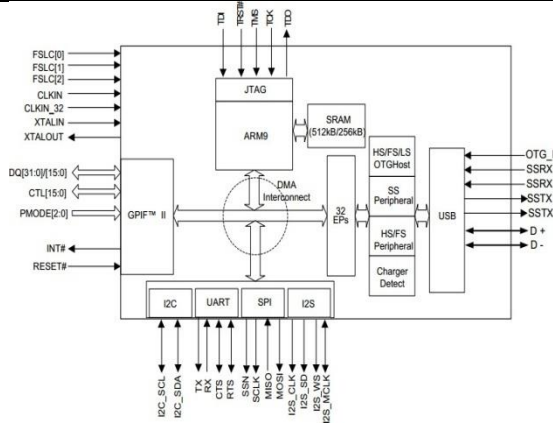 TDI
TRST#
TMS
TCK
TDO
FSLC[0]
FSLC[1]
FSLC[2]
CLKIN
CLKIN_32
XTALIN
XTALOUT
DQ[31:0]/[15:0]
CTL[15:0]
PMODE[2:0]
INT#
RESET#
JTAG
ARM9
SRAM
(512kB/256kB)
DMA
Interconnect
GPIF™ II
32
EPs
HS/FS/LS
OTGHost
SS
Peripheral
HS/FS
Peripheral
Charger
Detect
USB
SSRX
SSRX
SSTX
SSTX
D +
D -
I2C
UART
SPI
I2S
I2C_SCL
I2C_SDA
TX
RX
CTS
RTS
SSN
SCLK
MISO
MOSI
I2S_CLK
I2S_SD
I2S_WS
I2S_MCLK